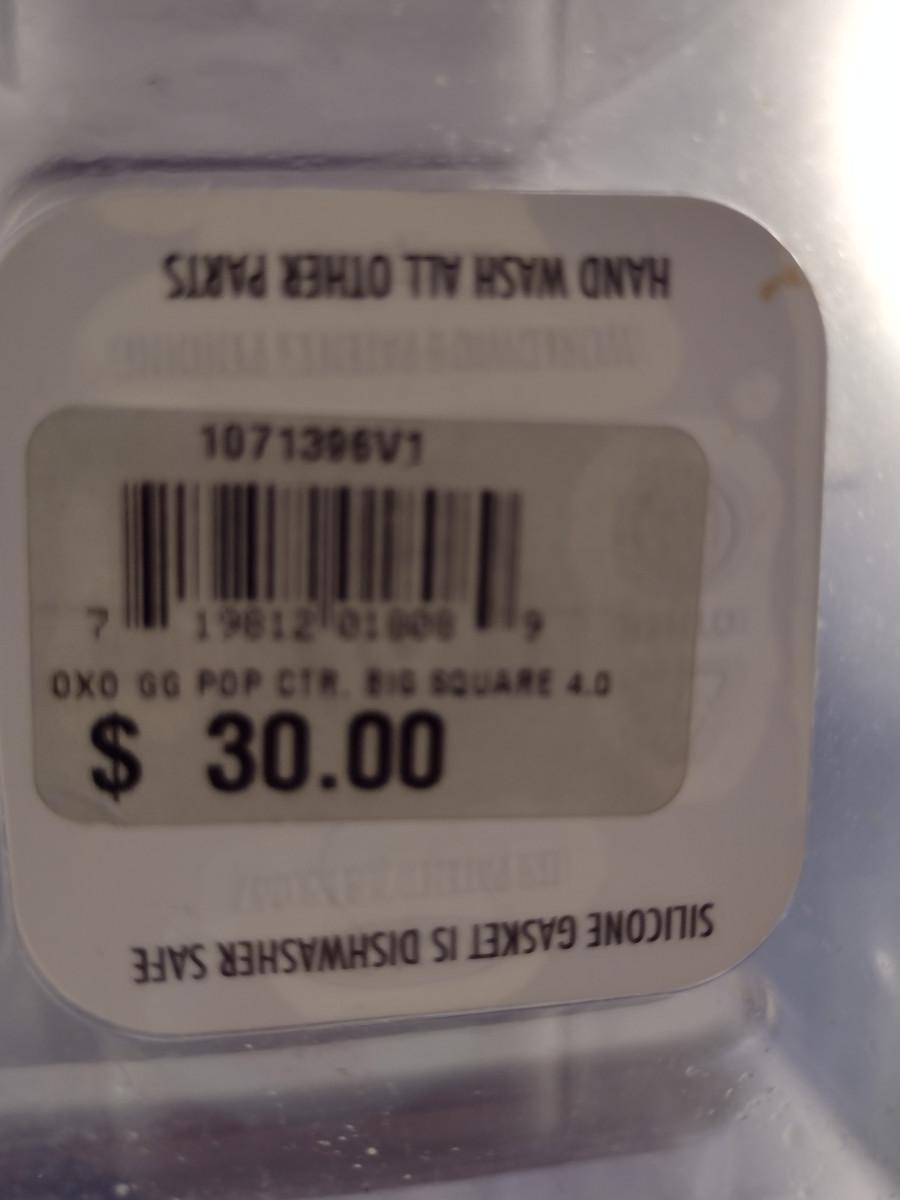 HAND WASH ALL OTHER PARTS
1071396V1
7 19812 01808 9
OXO GG POP CTR. BIG SQUARE 4.0
$ 30.00
SILICONE GASKET IS DISHWASHER SAFE